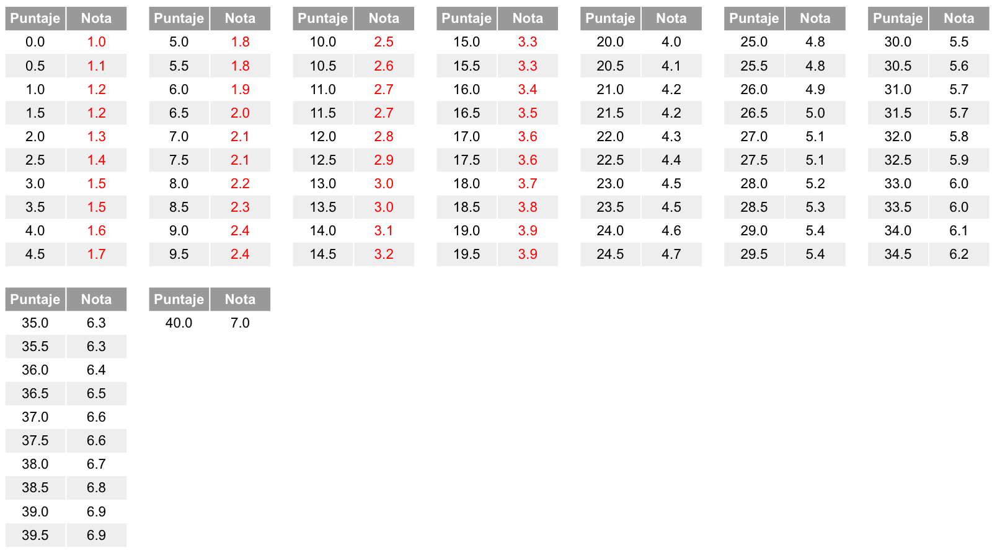 Puntaje Nota Puntaje Nota Puntaje Nota Puntaje Nota Puntaje Nota Puntaje Nota Puntaje Nota
0.0 1.0 5.0 1.8 10.0 2.5 15.0 3.3 20.0 4.0 25.0 4.8 30.0 5.5
0.5 1.1 5.5 1.8 10.5 2.6 15.5 3.3 20.5 4.1 25.5 4.8 30.5 5.6
1.0 1.2 6.0 1.9 11.0 2.7 16.0 3.4 21.0 4.2 26.0 4.9 31.0 5.7
1.5 1.2 6.5 2.0 11.5 2.7 16.5 3.5 21.5 4.2 26.5 5.0 31.5 5.7
2.0 1.3 7.0 2.1 12.0 2.8 17.0 3.6 22.0 4.3 27.0 5.1 32.0 5.8
2.5 1.4 7.5 2.1 12.5 2.9 17.5 3.6 22.5 4.4 27.5 5.1 32.5 5.9
3.0 1.5 8.0 2.2 13.0 3.0 18.0 3.7 23.0 4.5 28.0 5.2 33.0 6.0
3.5 1.5 8.5 2.3 13.5 3.0 18.5 3.8 23.5 4.5 28.5 5.3 33.5 6.0
4.0 1.6 9.0 2.4 14.0 3.1 19.0 3.9 24.0 4.6 29.0 5.4 34.0 6.1
4.5 1.7 9.5 2.4 14.5 3.2 19.5 3.9 24.5 4.7 29.5 5.4 34.5 6.2
Puntaje Nota Puntaje Nota
35.0 6.3 40.0 7.0
35.5 6.3
36.0 6.4
36.5 6.5
37.0 6.6
37.5 6.6
38.0 6.7
38.5 6.8
39.0 6.9
39.5 6.9